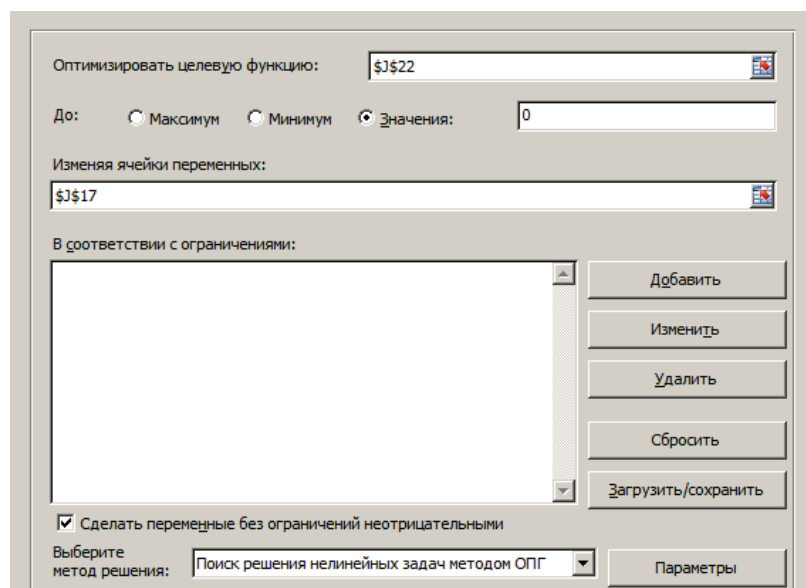 Оптимизировать целевую функцию: $J$22
До: Максимум Минимум Значения: 0
Изменяя ячейки переменных:
$J$17
В соответствии с ограничениями:
Добавить
Изменить
Удалить
Сбросить
Загрузить/сохранить
Сделать переменные без ограничений неотрицательными
Выберите
метод решения: Поиск решения нелинейных задач методом ОПГ Параметры